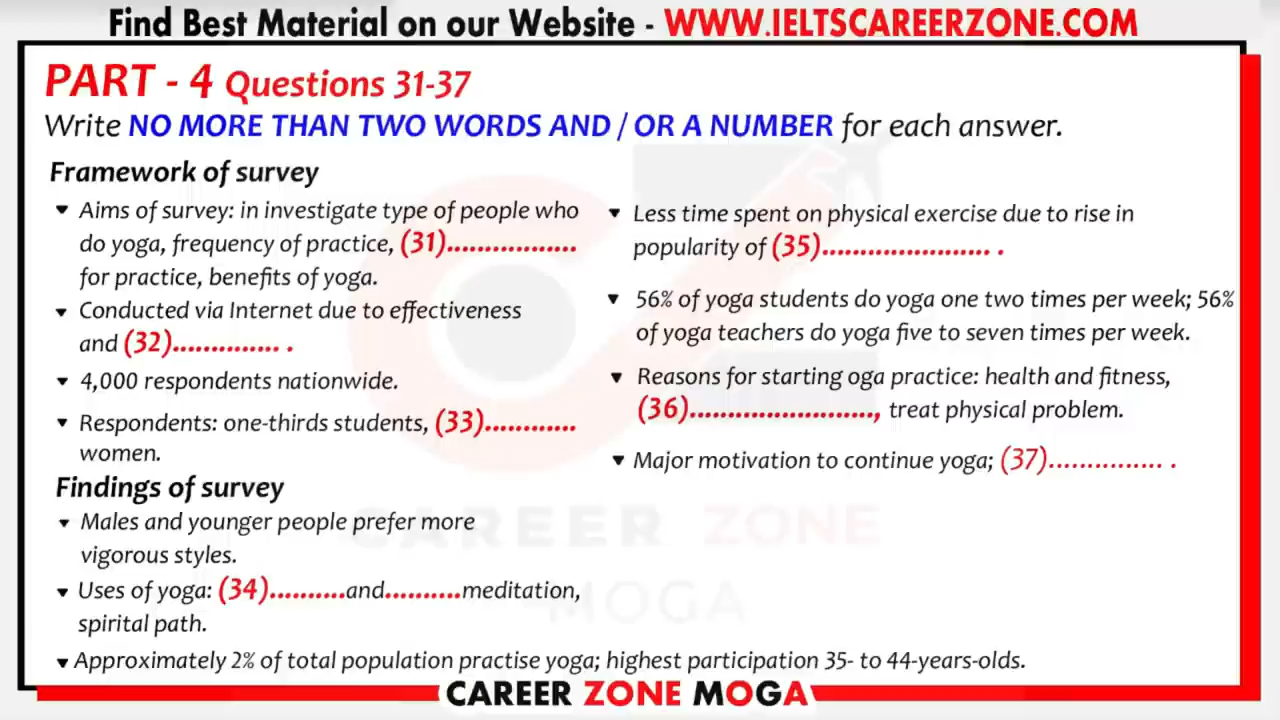 Find Best Material on our Website - WWW.IELTSCAREERZONE.COM
PART - 4 Questions 31-37
Write NO MORE THAN TWO WORDS AND / OR A NUMBER for each answer.
Framework of survey
▼ Aims of survey: in investigate type of people who
do yoga, frequency of practice, (31).................
for practice, benefits of yoga.
▼ Conducted via Internet due to effectiveness
and (32).............. .
▼ 4,000 respondents nationwide.
▼ Respondents: one-thirds students, (33)............
women.
Findings of survey
▼ Males and younger people prefer more
vigorous styles.
▼ Uses of yoga: (34)..........and..........meditation,
spirital path.
▼ Approximately 2% of total population practise yoga; highest participation 35- to 44-years-olds.
▼ Less time spent on physical exercise due to rise in
popularity of (35)...................... .
▼ 56% of yoga students do yoga one two times per week; 56%
of yoga teachers do yoga five to seven times per week.
▼ Reasons for starting oga practice: health and fitness,
(36)........................, treat physical problem.
▼ Major motivation to continue yoga; (37)............... .
CAREER ZONE
MOGA
CAREER ZONE MOGA